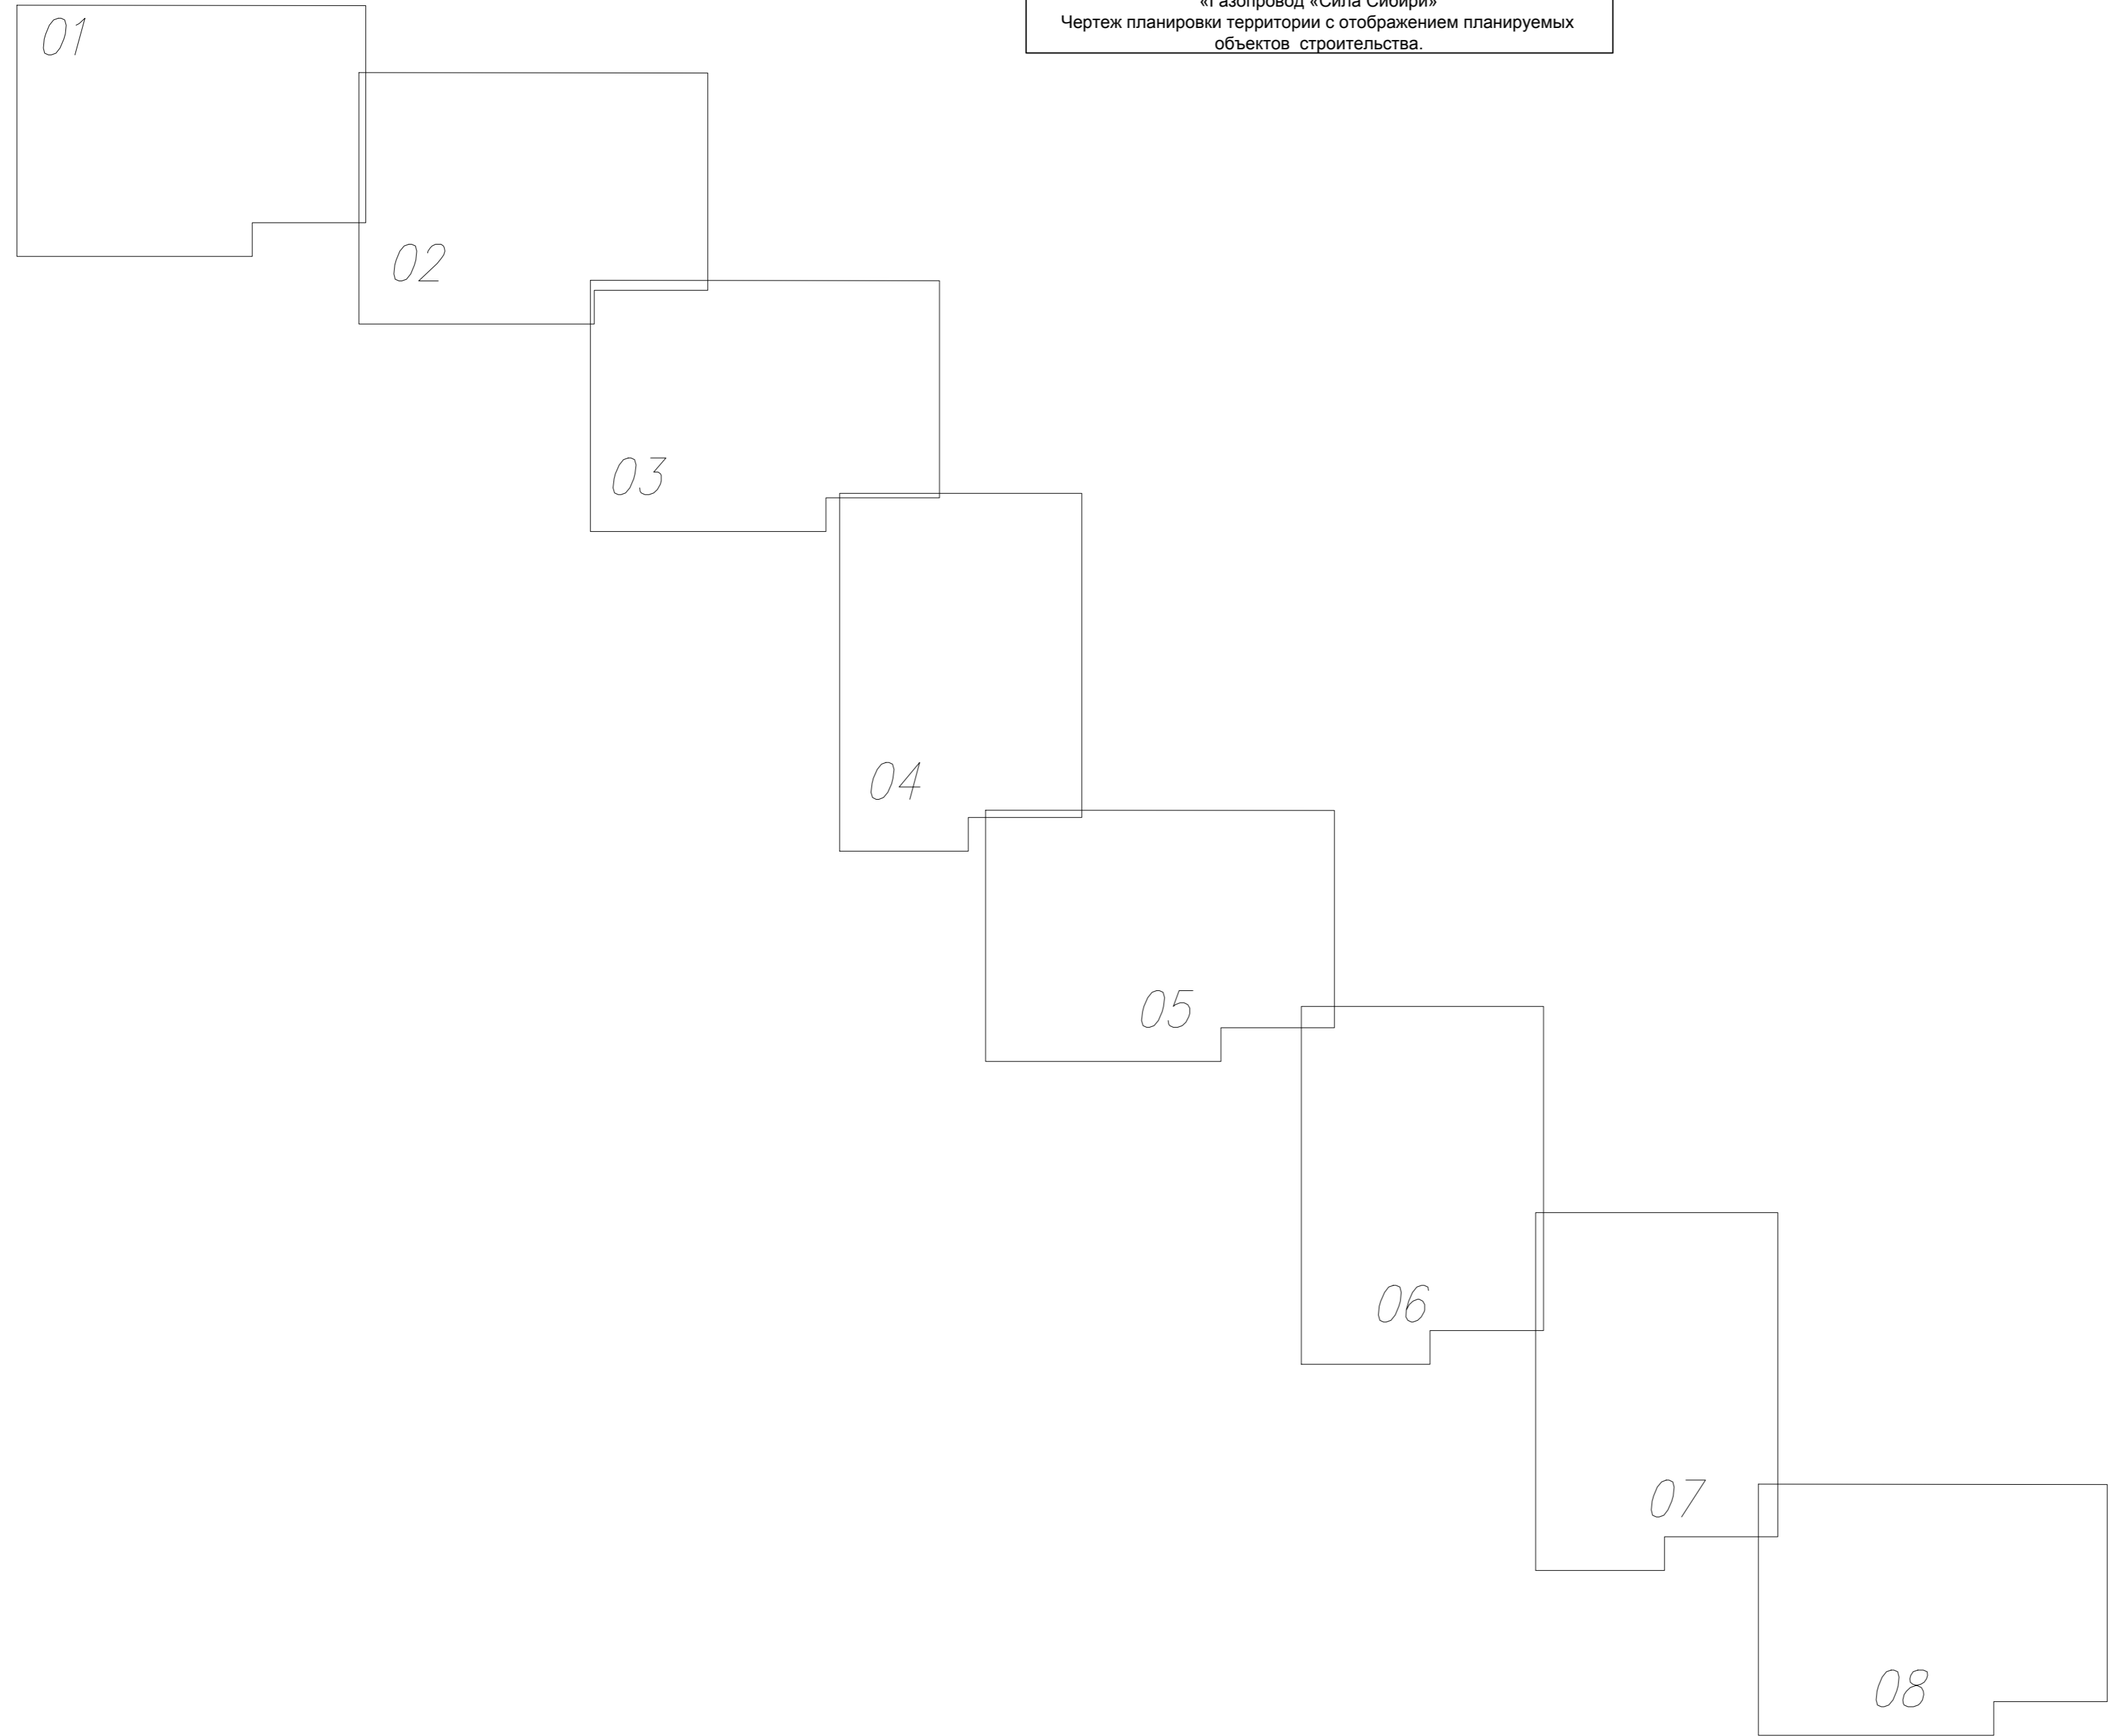 «Газопровод «Сила Сибири»
Чертеж планировки территории с отображением планируемых
объектов строительства.
01
02
03
04
05
06
07
08